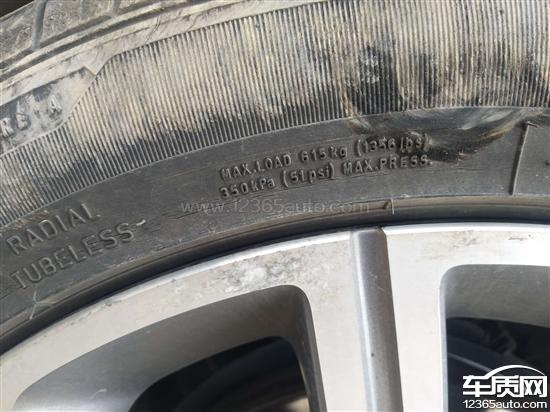 MAX.LOAD 615kg (1356 lbs)
350kPa (51psi) MAX.PRESS.
RADIAL
TUBELESS
www.12365auto.com
车质网
12365auto.com